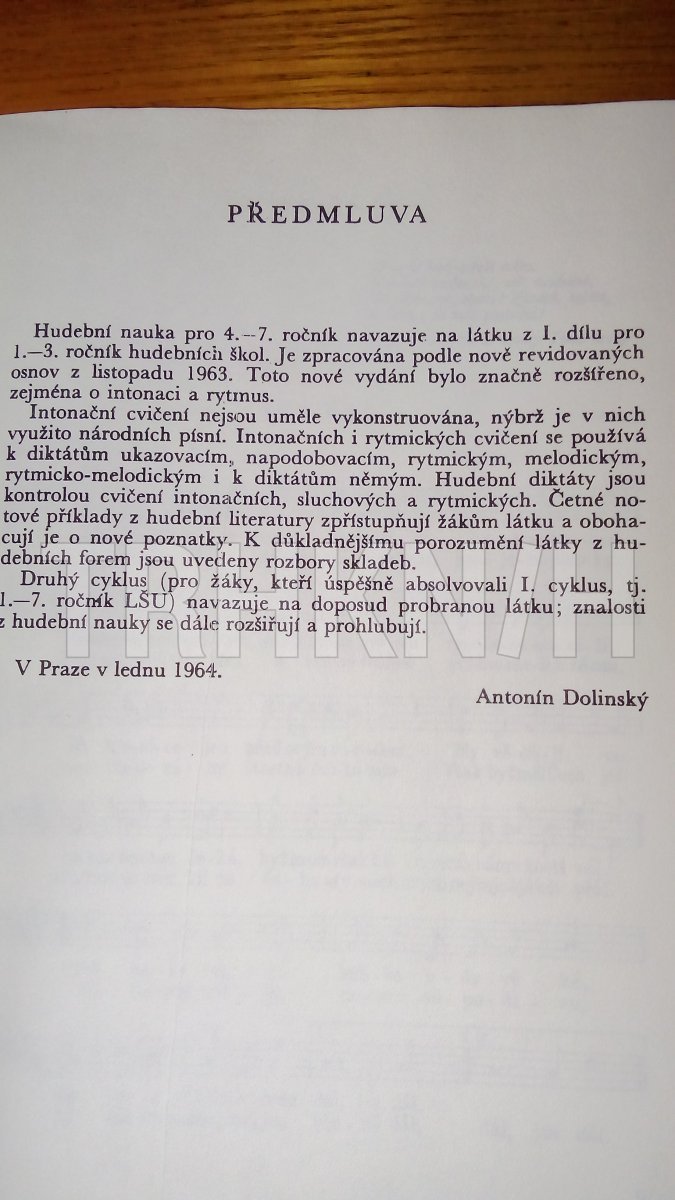 PŘEDMLUVA
Hudební nauka pro 4.—7. ročník navazuje na látku z I. dílu pro
1.—3. ročník hudebních škol. Je zpracována podle nově revidovaných
osnov z listopadu 1963. Toto nové vydání bylo značně rozšířeno,
zejména o intonaci a rytmus.
Intonační cvičení nejsou uměle vykonstruována, nýbrž je v nich
využito národních písní. Intonačních i rytmických cvičení se používá
k diktátům ukazovacím, napodobovacím, rytmickým, melodickým,
rytmicko-melodickým i k diktátům němým. Hudební diktáty jsou
kontrolou cvičení intonačních, sluchových a rytmických. Četné no-
tové příklady z hudební literatury zpřístupňují žákům látku a oboha-
cují je o nové poznatky. K důkladnějšímu porozumění látky z hu-
debních forem jsou uvedeny rozbory skladeb.
Druhý cyklus (pro žáky, kteří úspěšně absolvovali I. cyklus, tj.
1.—7. ročník LŠU) navazuje na doposud probranou látku; znalosti
z hudební nauky se dále rozšiřují a prohlubují.
V Praze v lednu 1964.
Antonín Dolinský